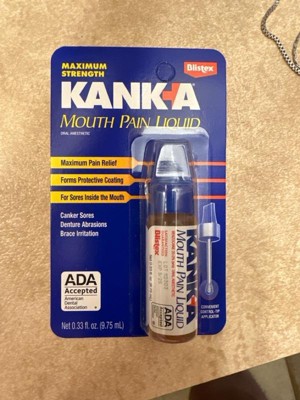 Blistex
MAXIMUM
STRENGTH
KANK-A
MOUTH PAIN LIQUID
ORAL ANESTHETIC
Maximum Pain Relief
Forms Protective Coating
For Sores Inside the Mouth
Canker Sores
Denture Abrasions
Brace Irritation
ADA
Accepted
American
Dental
Association
Net 0.33 fl. oz. (9.75 mL)
Blistex
KANK-A
MOUTH PAIN LIQUID
ADA
CONVENIENT
CONTROL-TIP
APPLICATOR